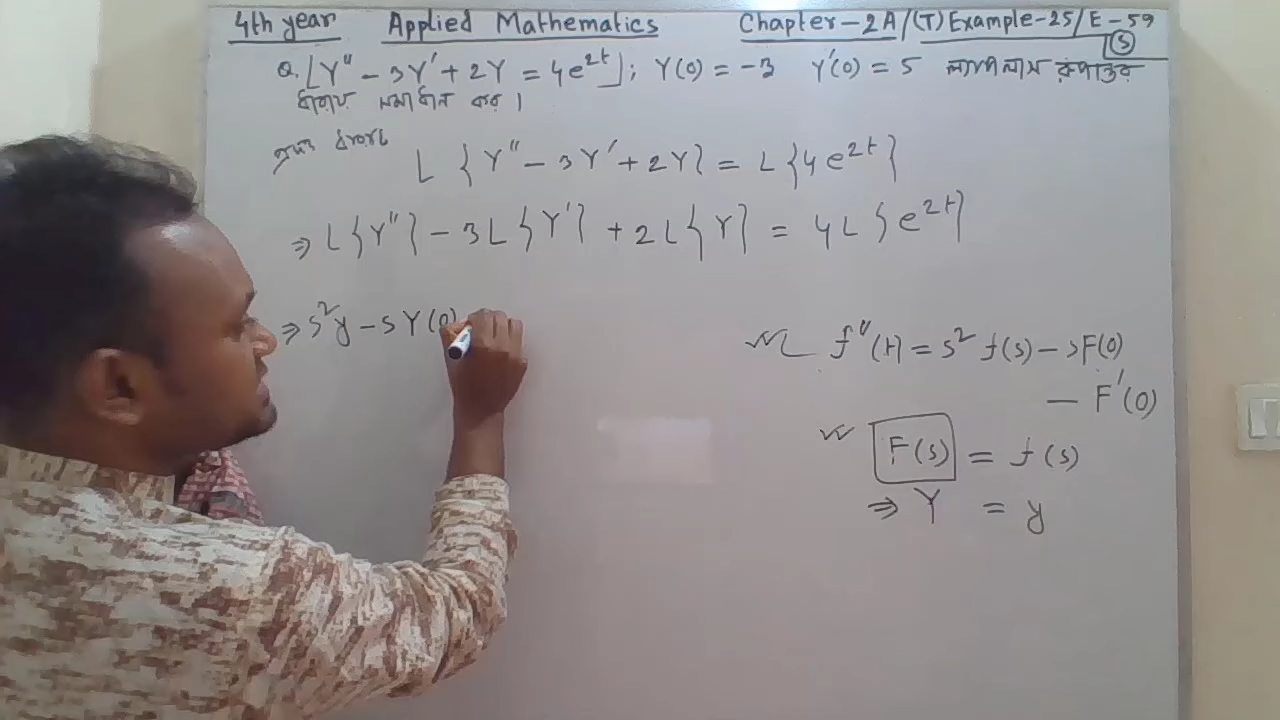 4th year Applied Mathematics Chapter-2A/(T)Example-25/E-59
(S)
Q. [Y'' - 3Y' + 2Y = 4e^{2t}]; Y(0) = -3 Y'(0) = 5 লাপলাস রূপান্তর
সমাধান কর।
L {Y'' - 3Y' + 2Y} = L{4e^{2t}}
⇒ L{Y''} - 3L{Y'} + 2L{Y} = 4L{e^{2t}}
⇒ s²y - sY(0)
f''(t) = s² f(s) - sF(0)
- F'(0)
F(s) = f(s)
⇒ Y = y